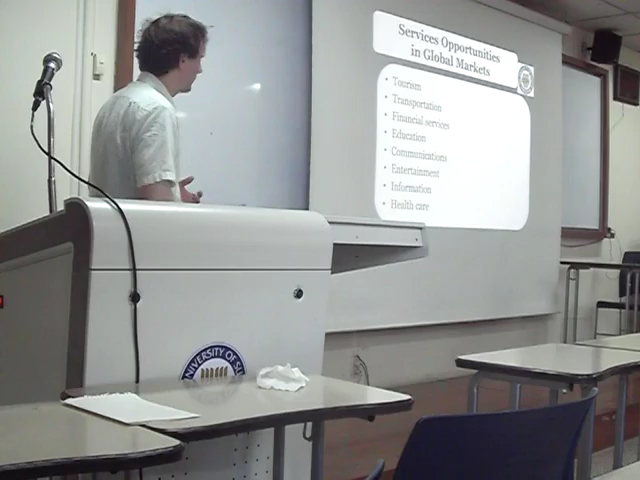 Services Opportunities
in Global Markets
• Tourism
• Transportation
• Financial services
• Education
• Communications
• Entertainment
• Information
• Health care
UNIVERSITY OF